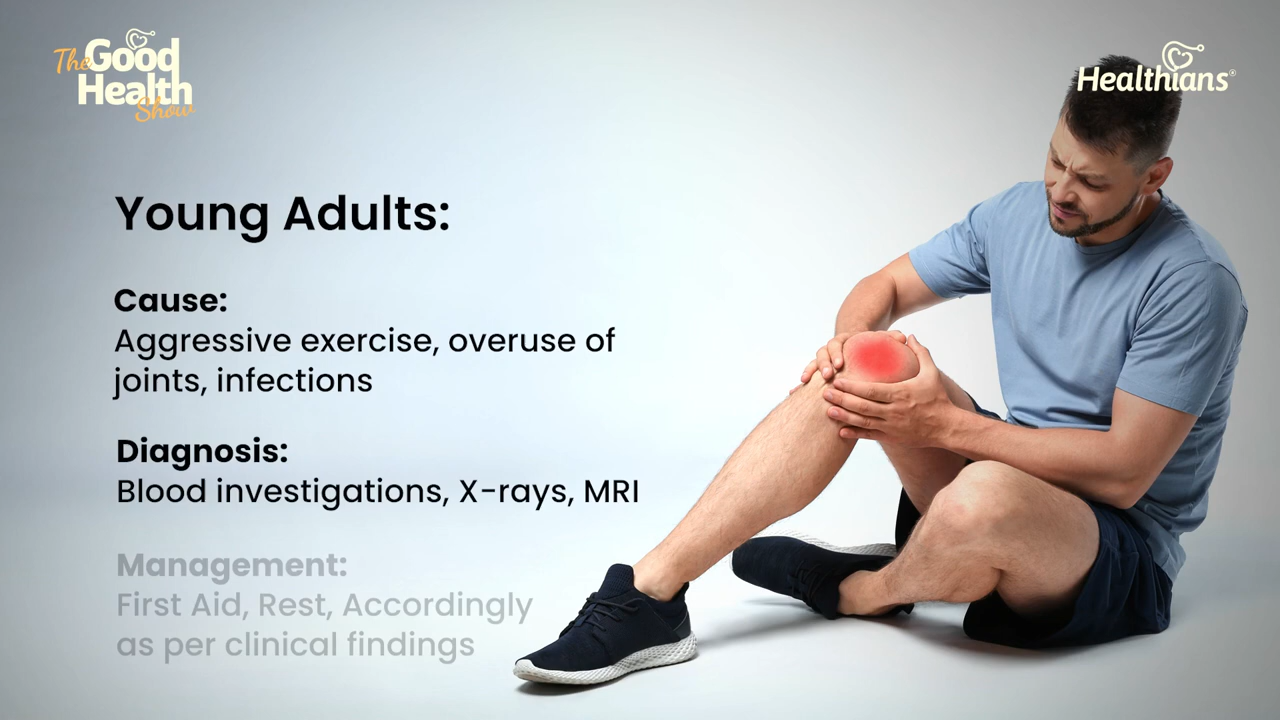 The Good
Health
Show
Healthians®
Young Adults:
Cause:
Aggressive exercise, overuse of
joints, infections
Diagnosis:
Blood investigations, X-rays, MRI
Management:
First Aid, Rest, Accordingly
as per clinical findings